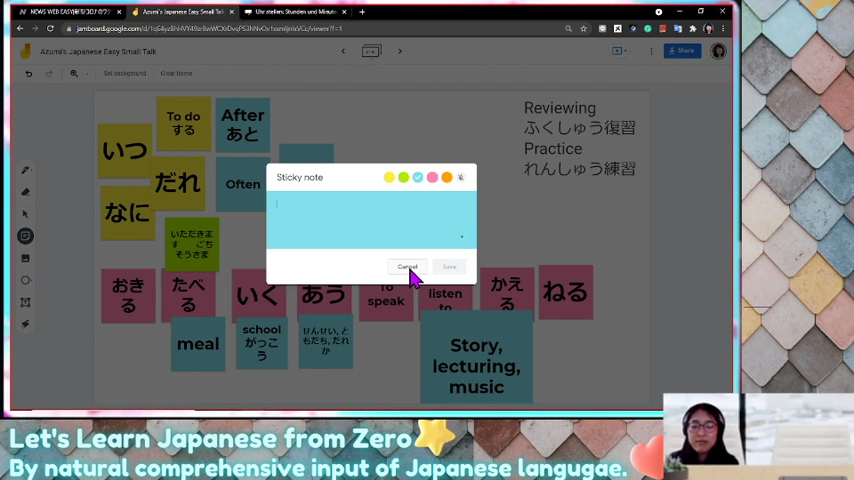 NEWS WEB EASY
Azumi's Japanese Easy Small Talk
Uhr stellen: Stunden und Minute
Azumi's Japanese Easy Small Talk
Share
Set background
Clear frame
To do
する
After
あと
いつ
だれ
Often
なに
いただきま
す ごち
そうさま
Reviewing
ふくしゅう復習
Practice
れんしゅう練習
Sticky note
Cancel
Save
おき
る
たべ
る
いく
あう
To
speak
listen
to
かえ
る
ねる
meal
school
がっこ
う
せんせい, と
もだち, だれ
か
Story,
lecturing,
music
Let's Learn Japanese from Zero
By natural comprehensive input of Japanese langugae.